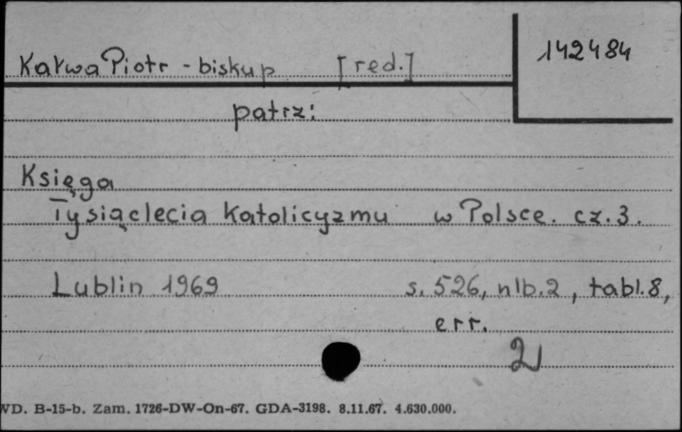 Kałwa Piotr - biskup [red.]
142484
patrz:
Księga
Tysiąclecia Katolicyzmu w Polsce. cz. 3.
Lublin 1969 s. 526, nlb. 2, tabl. 8,
err.
2
WD. B-15-b. Zam. 1726-DW-On-67. GDA-3198. 8.11.67. 4.630.000.